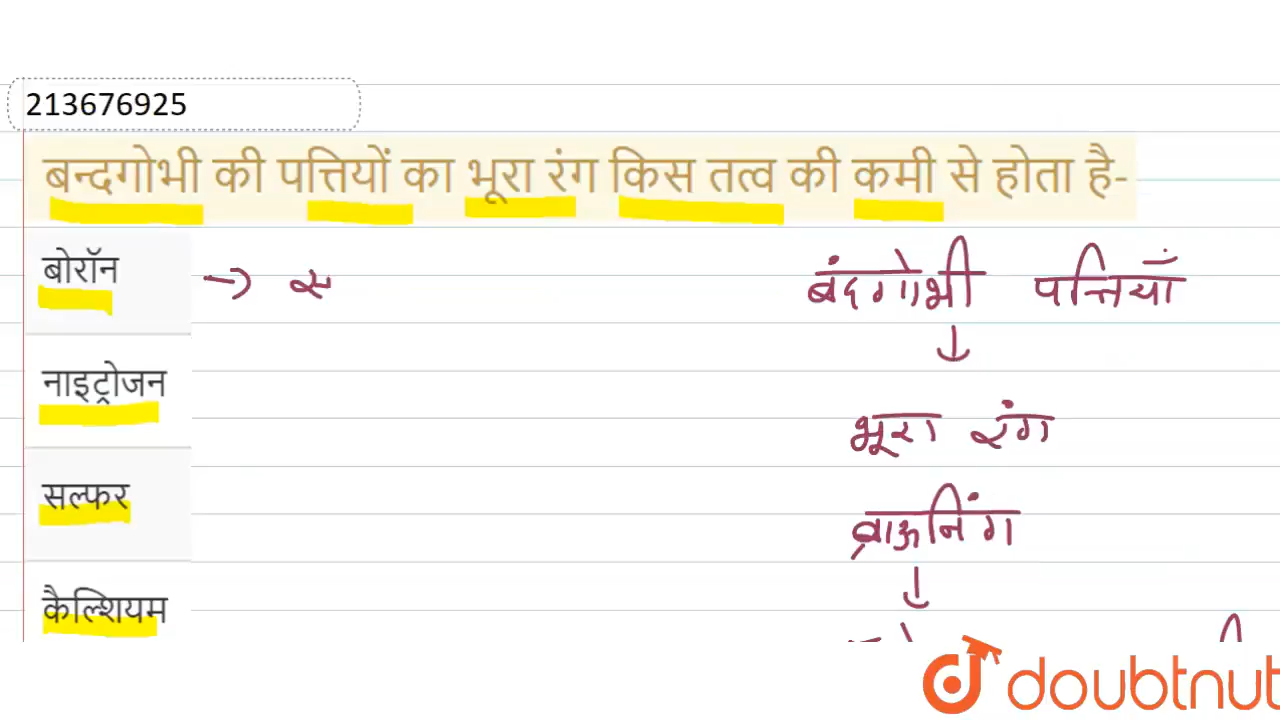 213676925
बन्दगोभी की पत्तियों का भूरा रंग किस तत्व की कमी से होता है-
बोरॉन → स
बंदगोभी पत्तियाँ
↓
नाइट्रोजन
भूरा रंग
सल्फर
ब्राऊनिंग
↓
कैल्शियम
doubtnut